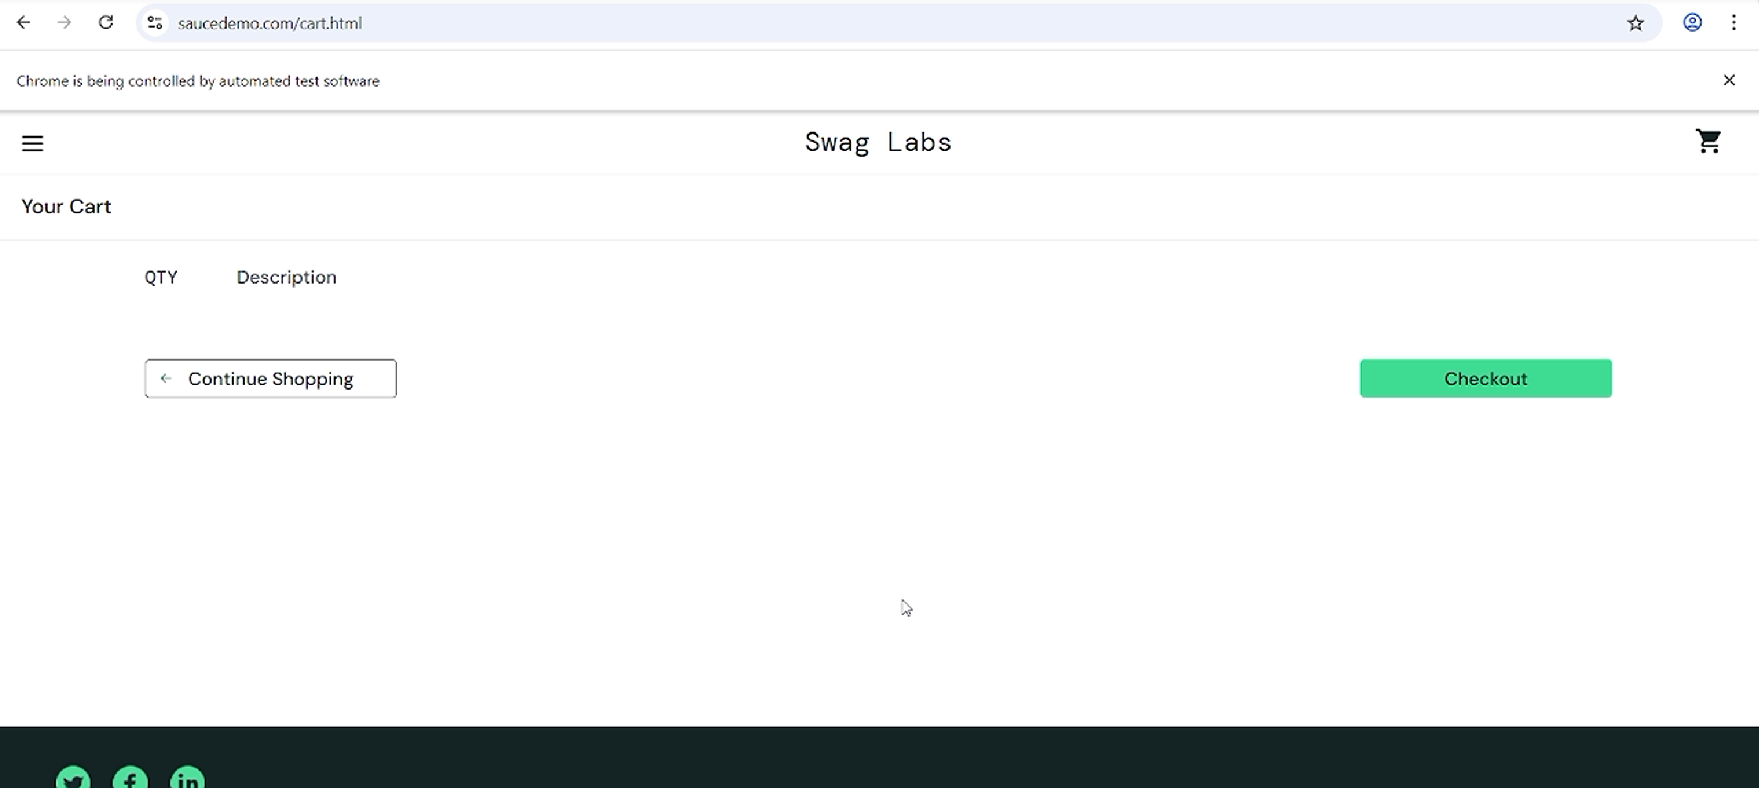 saucedemo.com/cart.html
Chrome is being controlled by automated test software
Swag Labs
Your Cart
QTY Description
Continue Shopping
Checkout